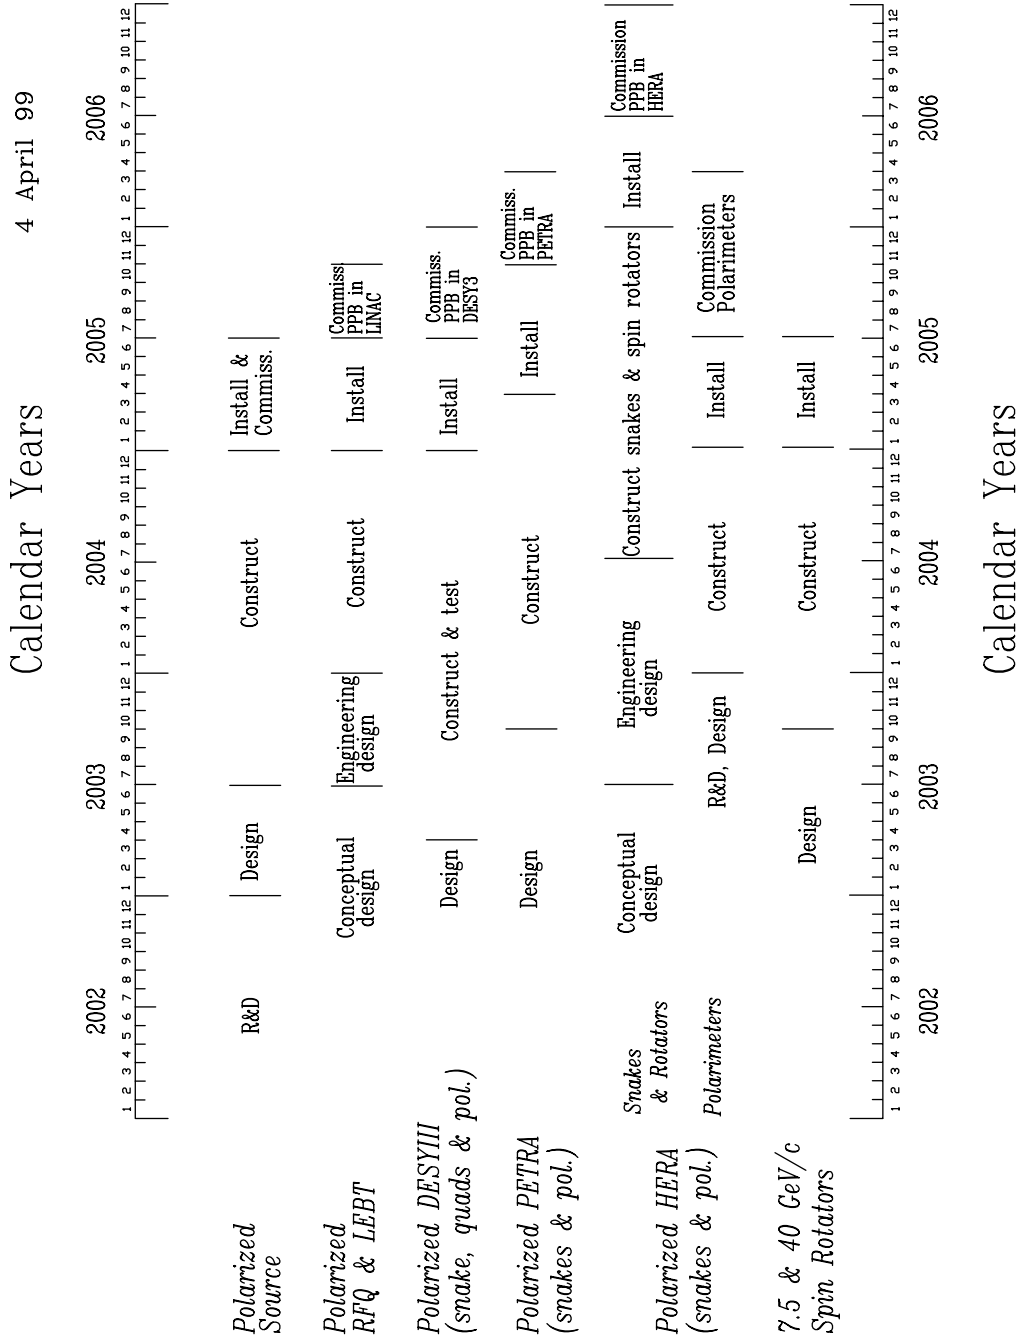 Calendar Years
4 April 99
2002
2003
2004
2005
2006
1 2 3 4 5 6 7 8 9 10 11 12 1 2 3 4 5 6 7 8 9 10 11 12 1 2 3 4 5 6 7 8 9 10 11 12 1 2 3 4 5 6 7 8 9 10 11 12 1 2 3 4 5 6 7 8 9 10 11 12
Polarized
Source
R&D
Design
Construct
Install &
Commiss.
Polarized
RFQ & LEBT
Conceptual
design
Engineering
design
Construct
Install
Commiss.
PPB in
LINAC
Polarized DESYIII
(snake, quads & pol.)
Design
Construct & test
Install
Commiss.
PPB in
DESY3
Polarized PETRA
(snakes & pol.)
Design
Construct
Install
Commiss.
PPB in
PETRA
Polarized HERA
(snakes & pol.)
Snakes
& Rotators
Conceptual
design
Engineering
design
Construct snakes & spin rotators
Install
Commission
PPB in
HERA
Polarimeters
R&D, Design
Construct
Install
Commission
Polarimeters
7.5 & 40 GeV/c
Spin Rotators
Design
Construct
Install
1 2 3 4 5 6 7 8 9 10 11 12 1 2 3 4 5 6 7 8 9 10 11 12 1 2 3 4 5 6 7 8 9 10 11 12 1 2 3 4 5 6 7 8 9 10 11 12 1 2 3 4 5 6 7 8 9 10 11 12
2002
2003
2004
2005
2006
Calendar Years